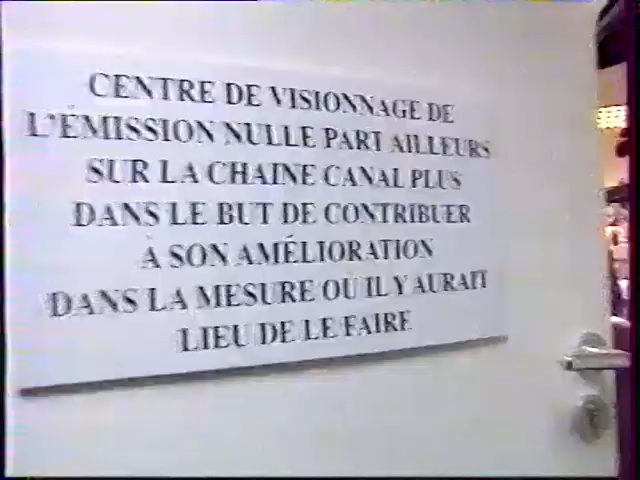 CENTRE DE VISIONNAGE DE
L'ÉMISSION NULLE PART AILLEURS
SUR LA CHAINE CANAL PLUS
DANS LE BUT DE CONTRIBUER
À SON AMÉLIORATION
DANS LA MESURE OÙ IL Y AURAIT
LIEU DE LE FAIRE